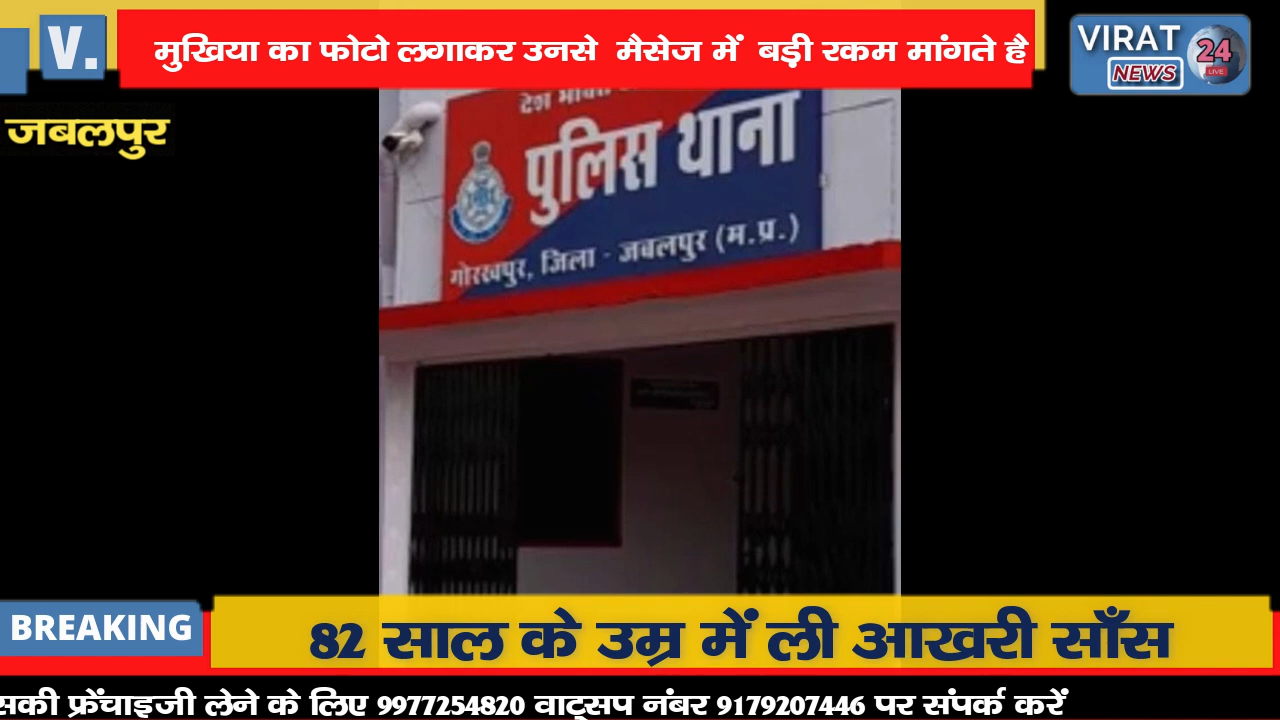 V.
मुखिया का फोटो लगाकर उनसे मैसेज में बड़ी रकम मांगते है
VIRAT
24
LIVE
NEWS
जबलपुर
पुलिस थाना
गोरखपुर, जिला - जबलपुर (म.प्र.)
BREAKING
82 साल के उम्र में ली आखरी साँस
फ्रेंचाइजी लेने के लिए 9977254820 वाट्सप नंबर 9179207446 पर संपर्क करें